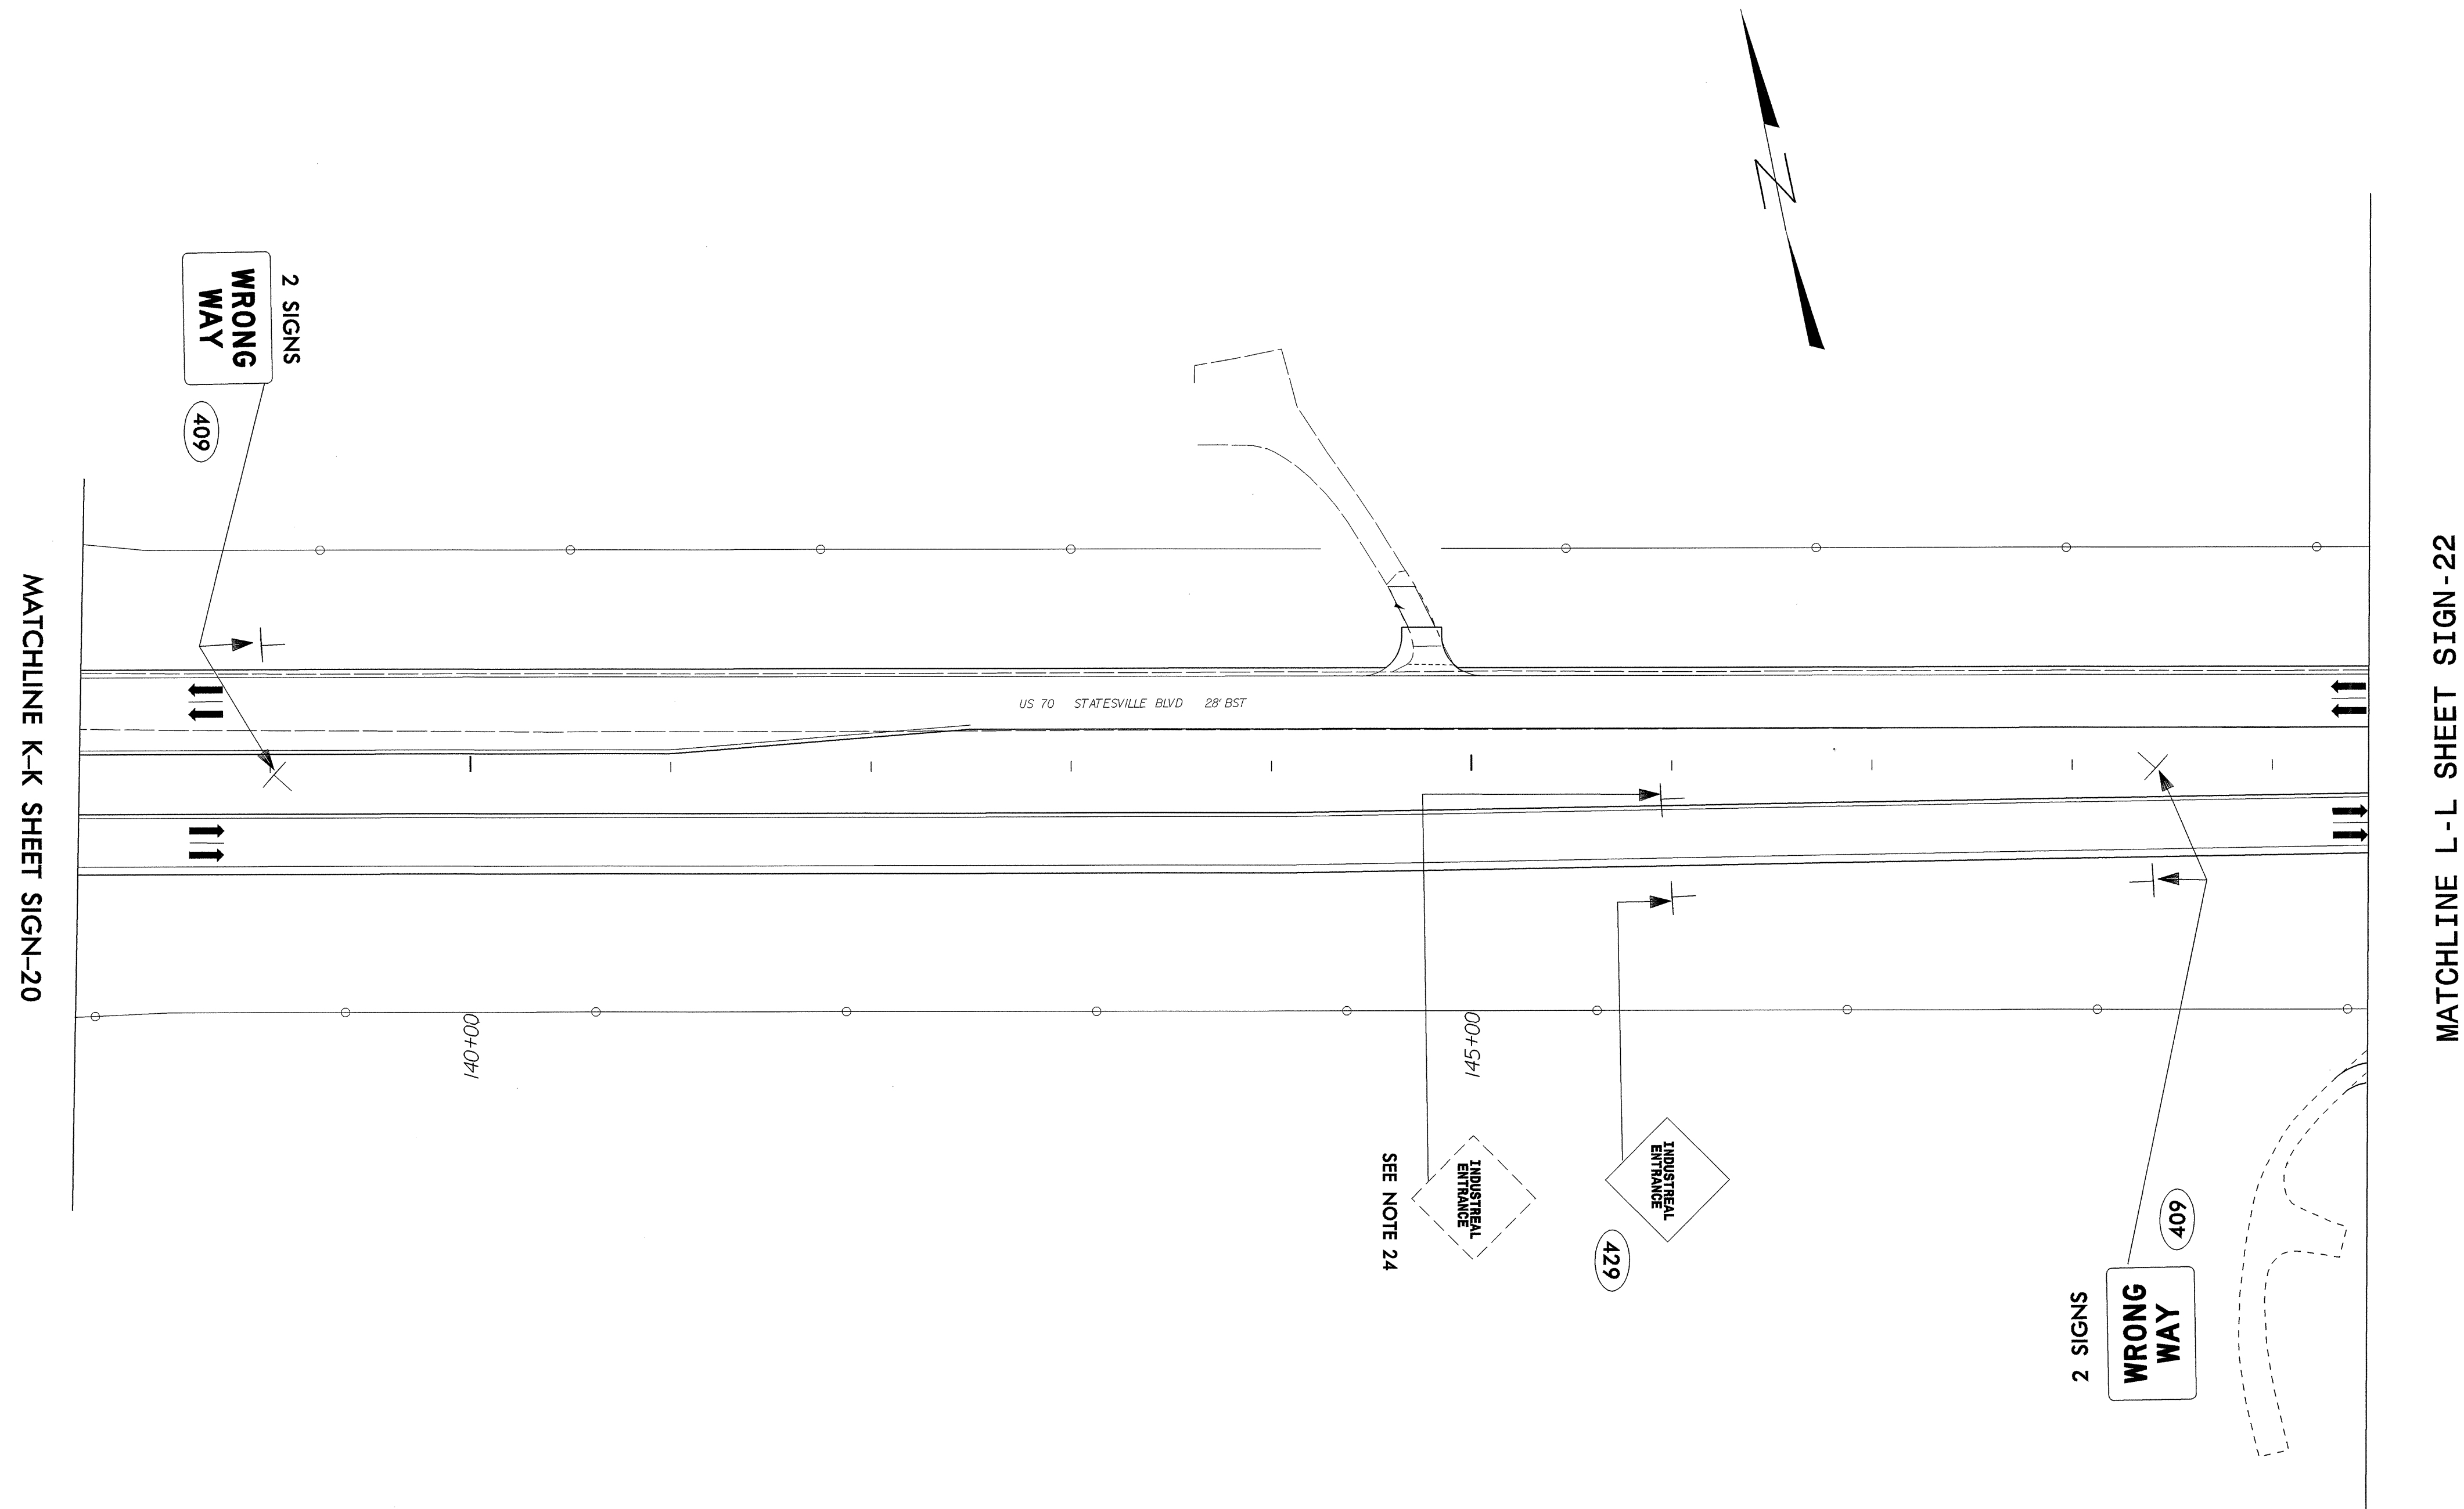 MATCHLINE K-K SHEET SIGN-20
2 SIGNS
WRONG
WAY
409
N
US 70 STATESVILLE BLVD 28' BST
140+00
145+00
SEE NOTE 24
INDUSTREAL
ENTRANCE
INDUSTREAL
ENTRANCE
429
409
WRONG
WAY
2 SIGNS
MATCHLINE L-L SHEET SIGN-22